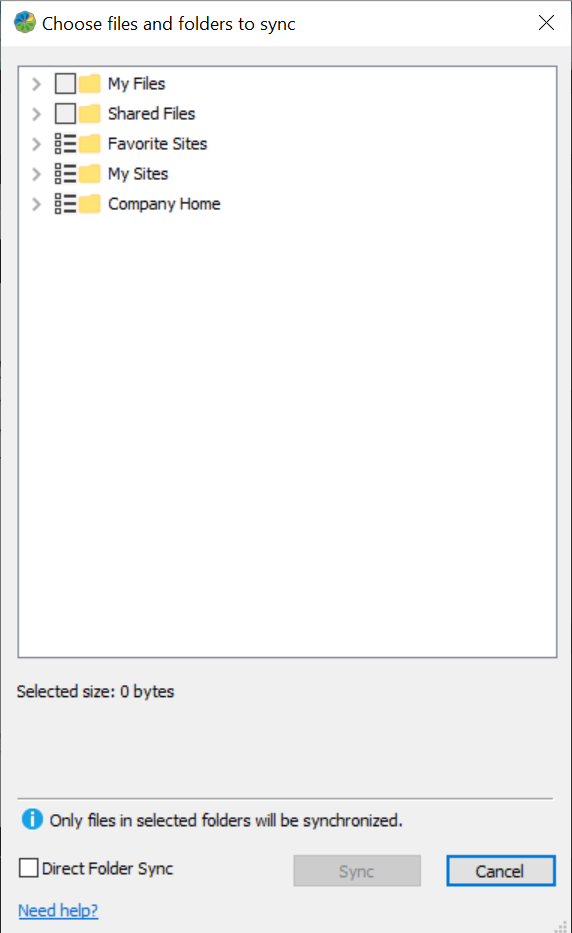 Choose files and folders to sync
My Files
Shared Files
Favorite Sites
My Sites
Company Home
Selected size: 0 bytes
Only files in selected folders will be synchronized.
Direct Folder Sync
Sync
Cancel
Need help?